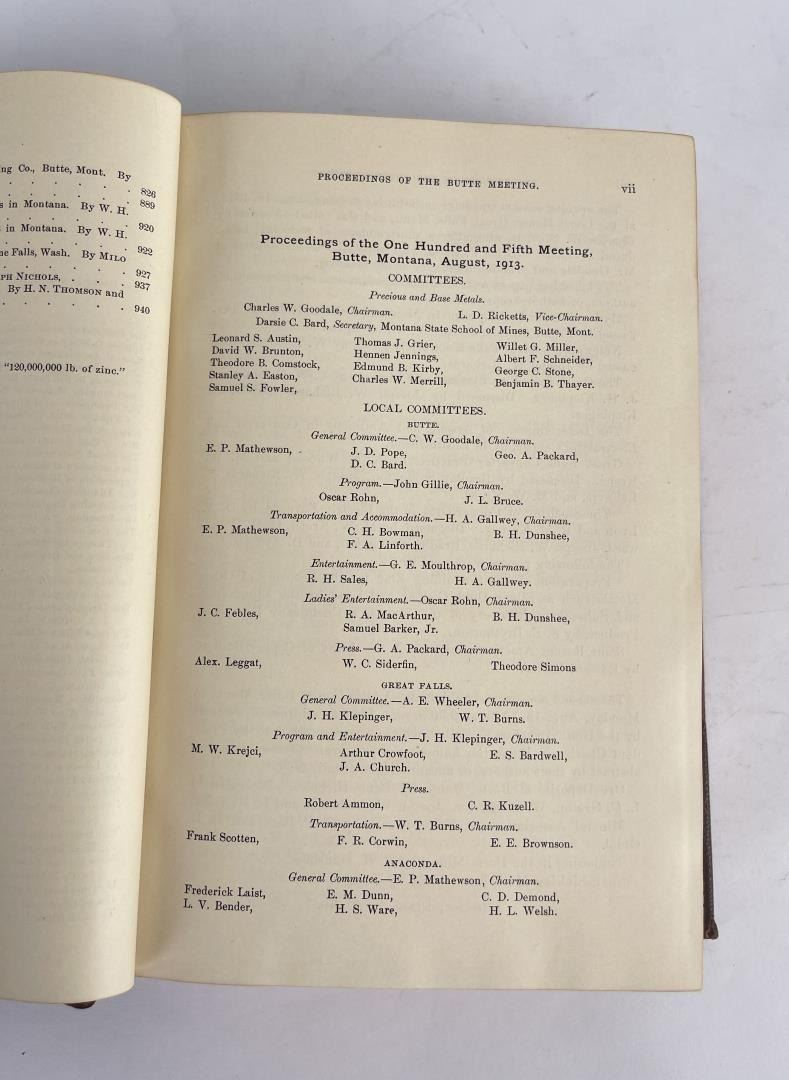 ng Co., Butte, Mont. By
. . . . . . 826
s in Montana. By W. H.
. . . . . . 889
in Montana. By W. H.
. . . . . . 920
ne Falls, Wash. By MILO
. . . . . . 922
PH NICHOLS, . . . 927
By H. N. THOMSON and 937
. . . . . . 940
"120,000,000 lb. of zinc."
PROCEEDINGS OF THE BUTTE MEETING. vii
Proceedings of the One Hundred and Fifth Meeting,
Butte, Montana, August, 1913.
COMMITTEES.
Precious and Base Metals.
Charles W. Goodale, Chairman. L. D. Ricketts, Vice-Chairman.
Darsie C. Bard, Secretary, Montana State School of Mines, Butte, Mont.
Leonard S. Austin, Thomas J. Grier, Willet G. Miller,
David W. Brunton, Hennen Jennings, Albert F. Schneider,
Theodore B. Comstock, Edmund B. Kirby, George C. Stone,
Stanley A. Easton, Charles W. Merrill, Benjamin B. Thayer.
Samuel S. Fowler,
LOCAL COMMITTEES.
BUTTE.
General Committee.—C. W. Goodale, Chairman.
E. P. Mathewson, J. D. Pope, Geo. A. Packard,
D. C. Bard.
Program.—John Gillie, Chairman.
Oscar Rohn, J. L. Bruce.
Transportation and Accommodation.—H. A. Gallwey, Chairman.
E. P. Mathewson, C. H. Bowman, B. H. Dunshee,
F. A. Linforth.
Entertainment.—G. E. Moulthrop, Chairman.
R. H. Sales, H. A. Gallwey.
Ladies' Entertainment.—Oscar Rohn, Chairman.
J. C. Febles, R. A. MacArthur, B. H. Dunshee,
Samuel Barker, Jr.
Press.—G. A. Packard, Chairman.
Alex. Leggat, W. C. Siderfin, Theodore Simons
GREAT FALLS.
General Committee.—A. E. Wheeler, Chairman.
J. H. Klepinger, W. T. Burns.
Program and Entertainment.—J. H. Klepinger, Chairman.
M. W. Krejci, Arthur Crowfoot, E. S. Bardwell,
J. A. Church.
Press.
Robert Ammon, C. R. Kuzell.
Transportation.—W. T. Burns, Chairman.
Frank Scotten, F. R. Corwin, E. E. Brownson.
ANACONDA.
General Committee.—E. P. Mathewson, Chairman.
Frederick Laist, E. M. Dunn, C. D. Demond,
L. V. Bender, H. S. Ware, H. L. Welsh.